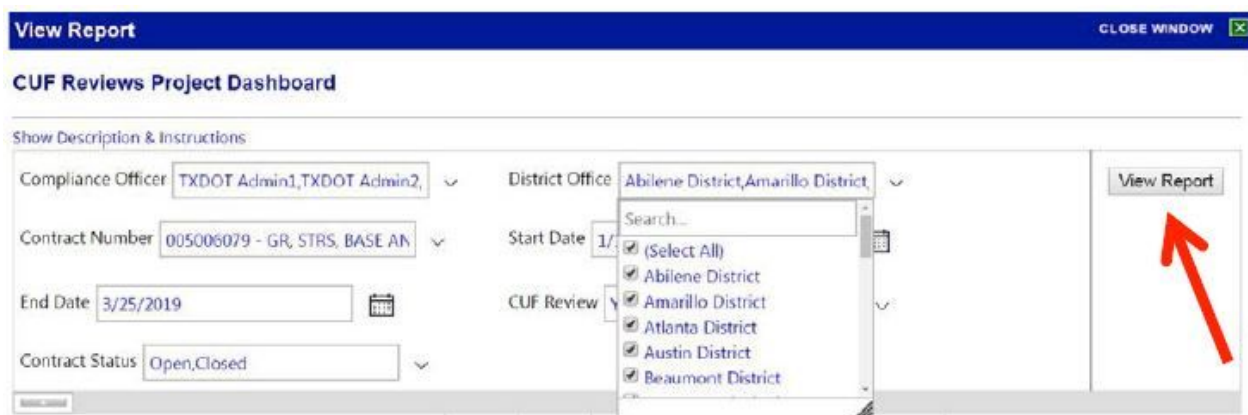 View Report
CLOSE WINDOW
CUF Reviews Project Dashboard
Show Description & Instructions
Compliance Officer TXDOT Admin1,TXDOT Admin2,
District Office Abilene District,Amarillo District,
View Report
Contract Number 005006079 - GR, STRS, BASE AN
Start Date 1/
Search...
(Select All)
Abilene District
End Date 3/25/2019
CUF Review Y
Amarillo District
Atlanta District
Contract Status Open,Closed
Austin District
Beaumont District